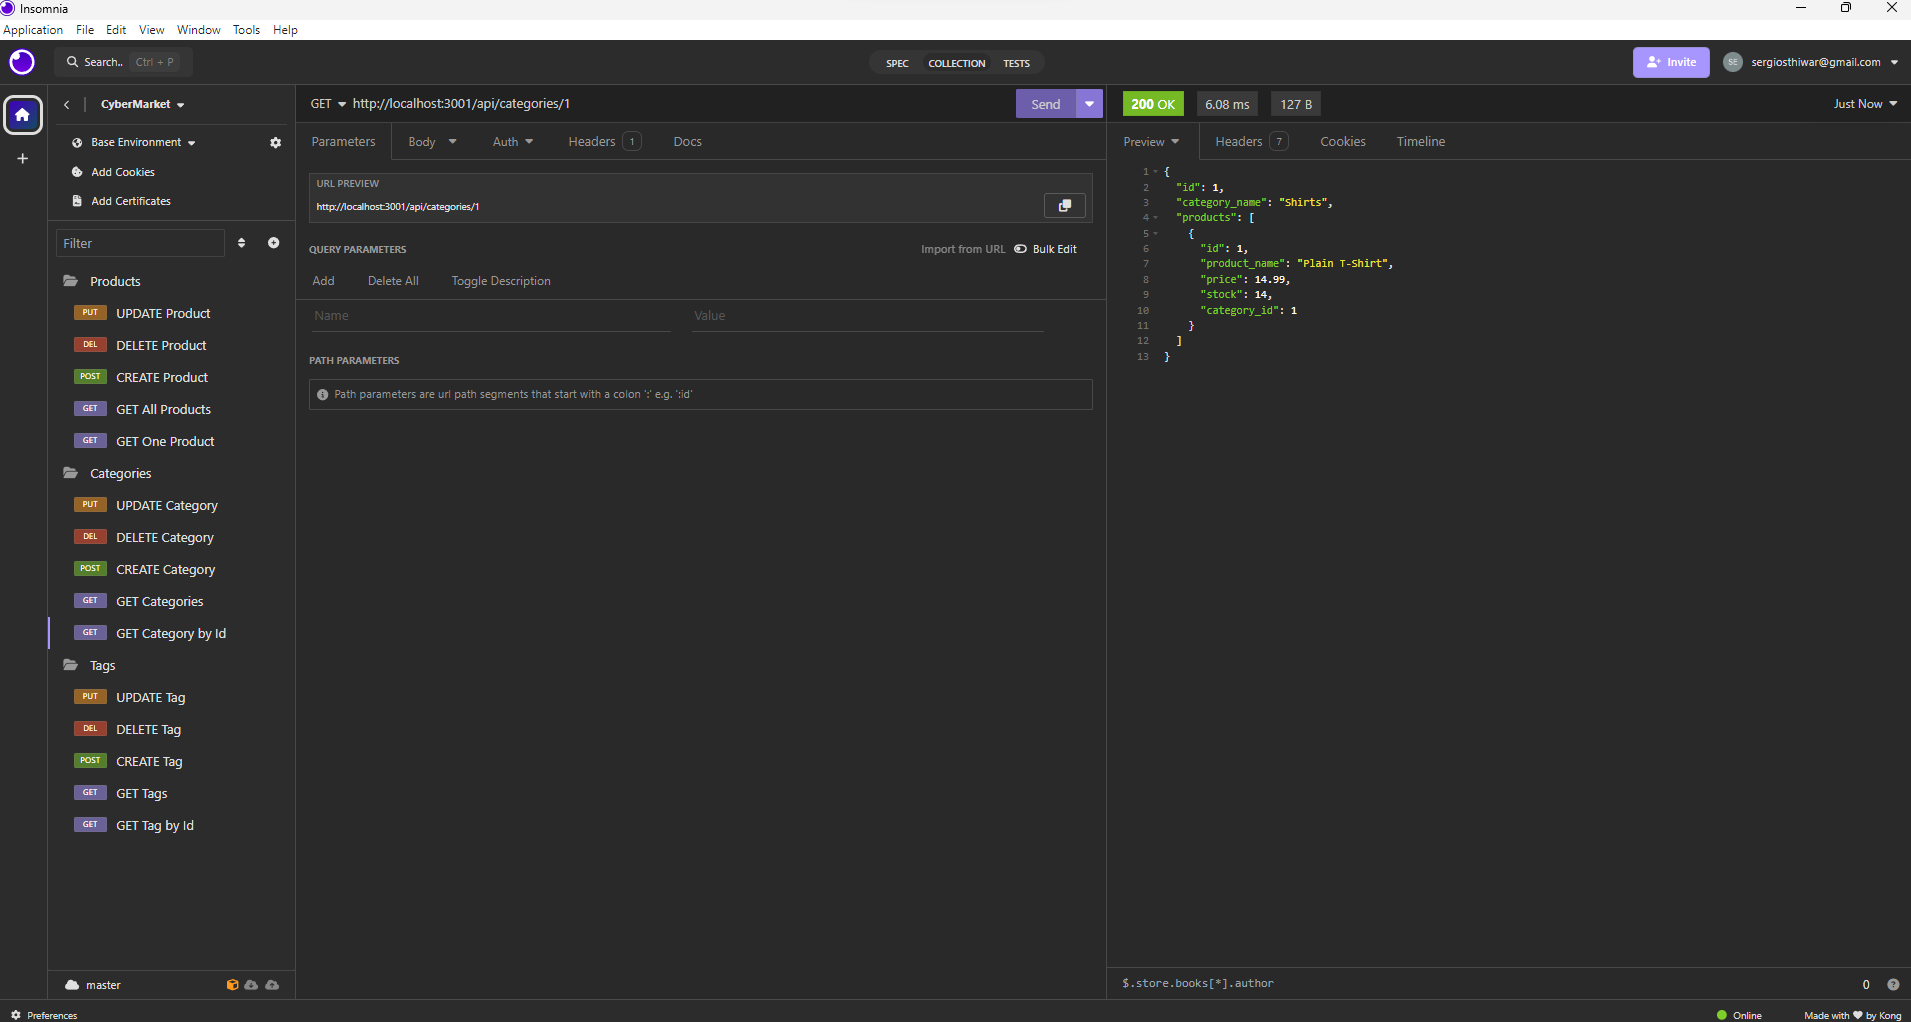 Insomnia
Application File Edit View Window Tools Help
Search.. Ctrl + P
SPEC COLLECTION TESTS
Invite
SE sergiosthiwar@gmail.com
CyberMarket
Base Environment
Add Cookies
Add Certificates
Filter
Products
PUT UPDATE Product
DEL DELETE Product
POST CREATE Product
GET GET All Products
GET GET One Product
Categories
PUT UPDATE Category
DEL DELETE Category
POST CREATE Category
GET GET Categories
GET GET Category by Id
Tags
PUT UPDATE Tag
DEL DELETE Tag
POST CREATE Tag
GET GET Tags
GET GET Tag by Id
master
Preferences
GET http://localhost:3001/api/categories/1
Send
Parameters Body Auth Headers 1 Docs
URL PREVIEW
http://localhost:3001/api/categories/1
QUERY PARAMETERS
Import from URL Bulk Edit
Add Delete All Toggle Description
Name Value
PATH PARAMETERS
Path parameters are url path segments that start with a colon ':' e.g. ':id'
200 OK 6.08 ms 127 B
Just Now
Preview Headers 7 Cookies Timeline
1 {
2 "id": 1,
3 "category_name": "Shirts",
4 "products": [
5 {
6 "id": 1,
7 "product_name": "Plain T-Shirt",
8 "price": 14.99,
9 "stock": 14,
10 "category_id": 1
11 }
12 ]
13 }
$.store.books[*].author
0
Online
Made with ♥ by Kong